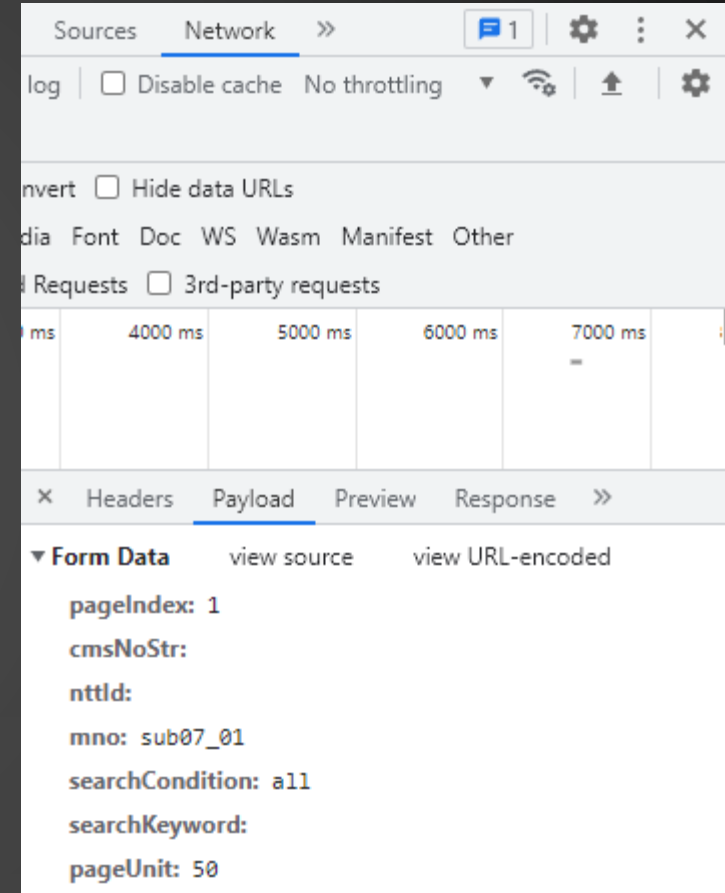 Sources Network » 1
log Disable cache No throttling
nvert Hide data URLs
dia Font Doc WS Wasm Manifest Other
Requests 3rd-party requests
ms 4000 ms 5000 ms 6000 ms 7000 ms
Headers Payload Preview Response »
Form Data view source view URL-encoded
pageIndex: 1
cmsNoStr:
nttId:
mno: sub07_01
searchCondition: all
searchKeyword:
pageUnit: 50